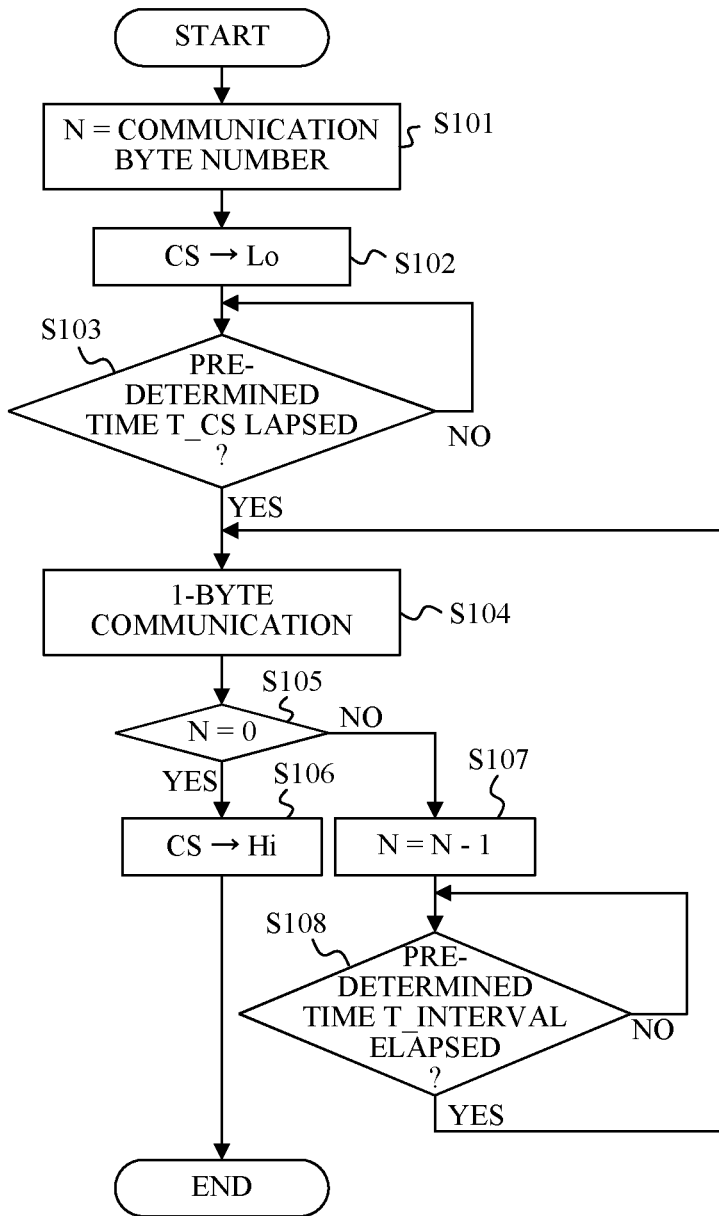 START
N = COMMUNICATION
BYTE NUMBER
S101
CS → Lo
S102
S103
PRE-
DETERMINED
TIME T_CS LAPSED
?
NO
YES
1-BYTE
COMMUNICATION
S104
S105
N = 0
NO
YES
S106
CS → Hi
S107
N = N - 1
S108
PRE-
DETERMINED
TIME T_INTERVAL
ELAPSED
?
NO
YES
END